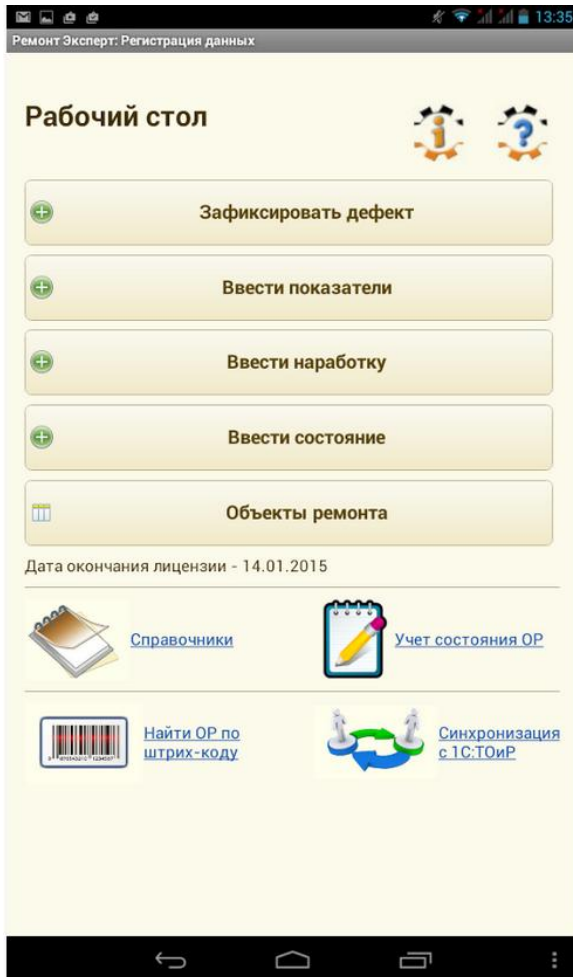 13:35
Ремонт Эксперт: Регистрация данных
Рабочий стол
Зафиксировать дефект
Ввести показатели
Ввести наработку
Ввести состояние
Объекты ремонта
Дата окончания лицензии - 14.01.2015
Справочники
Учет состояния ОР
Найти ОР по
штрих-коду
Синхронизация
с 1С:ТОиР